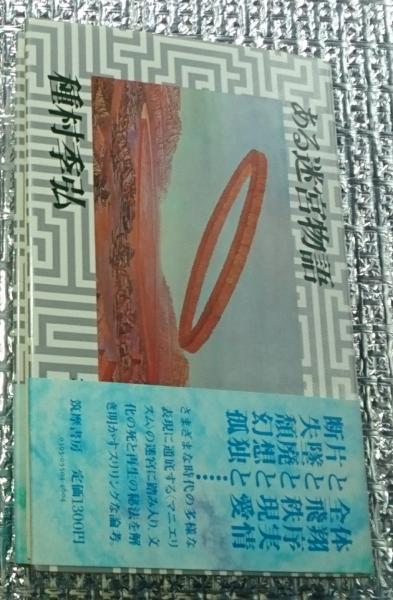 ある迷宮物語
種村季弘
断片と全体
失墜と飛翔
頽廃と秩序
幻想と現実
孤独と愛情
……
さまざまな時代の多様な
表現に通底するマニエリ
スムの迷宮に踏み入り、文
化の死と再生の秘法を解
き明かすスリリングな論考。
筑摩書房 定価1300円